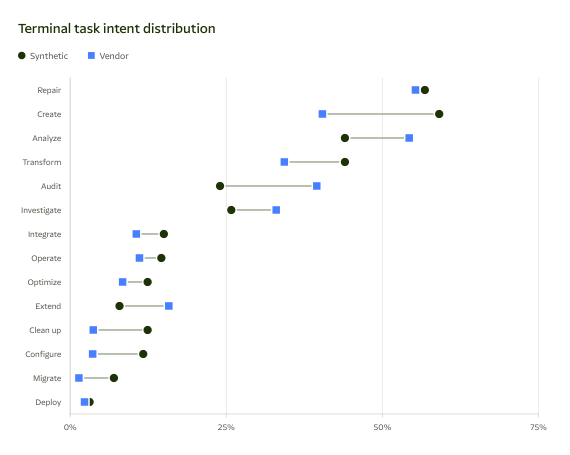 Terminal task intent distribution
Synthetic Vendor
Repair
Create
Analyze
Transform
Audit
Investigate
Integrate
Operate
Optimize
Extend
Clean up
Configure
Migrate
Deploy
0% 25% 50% 75%